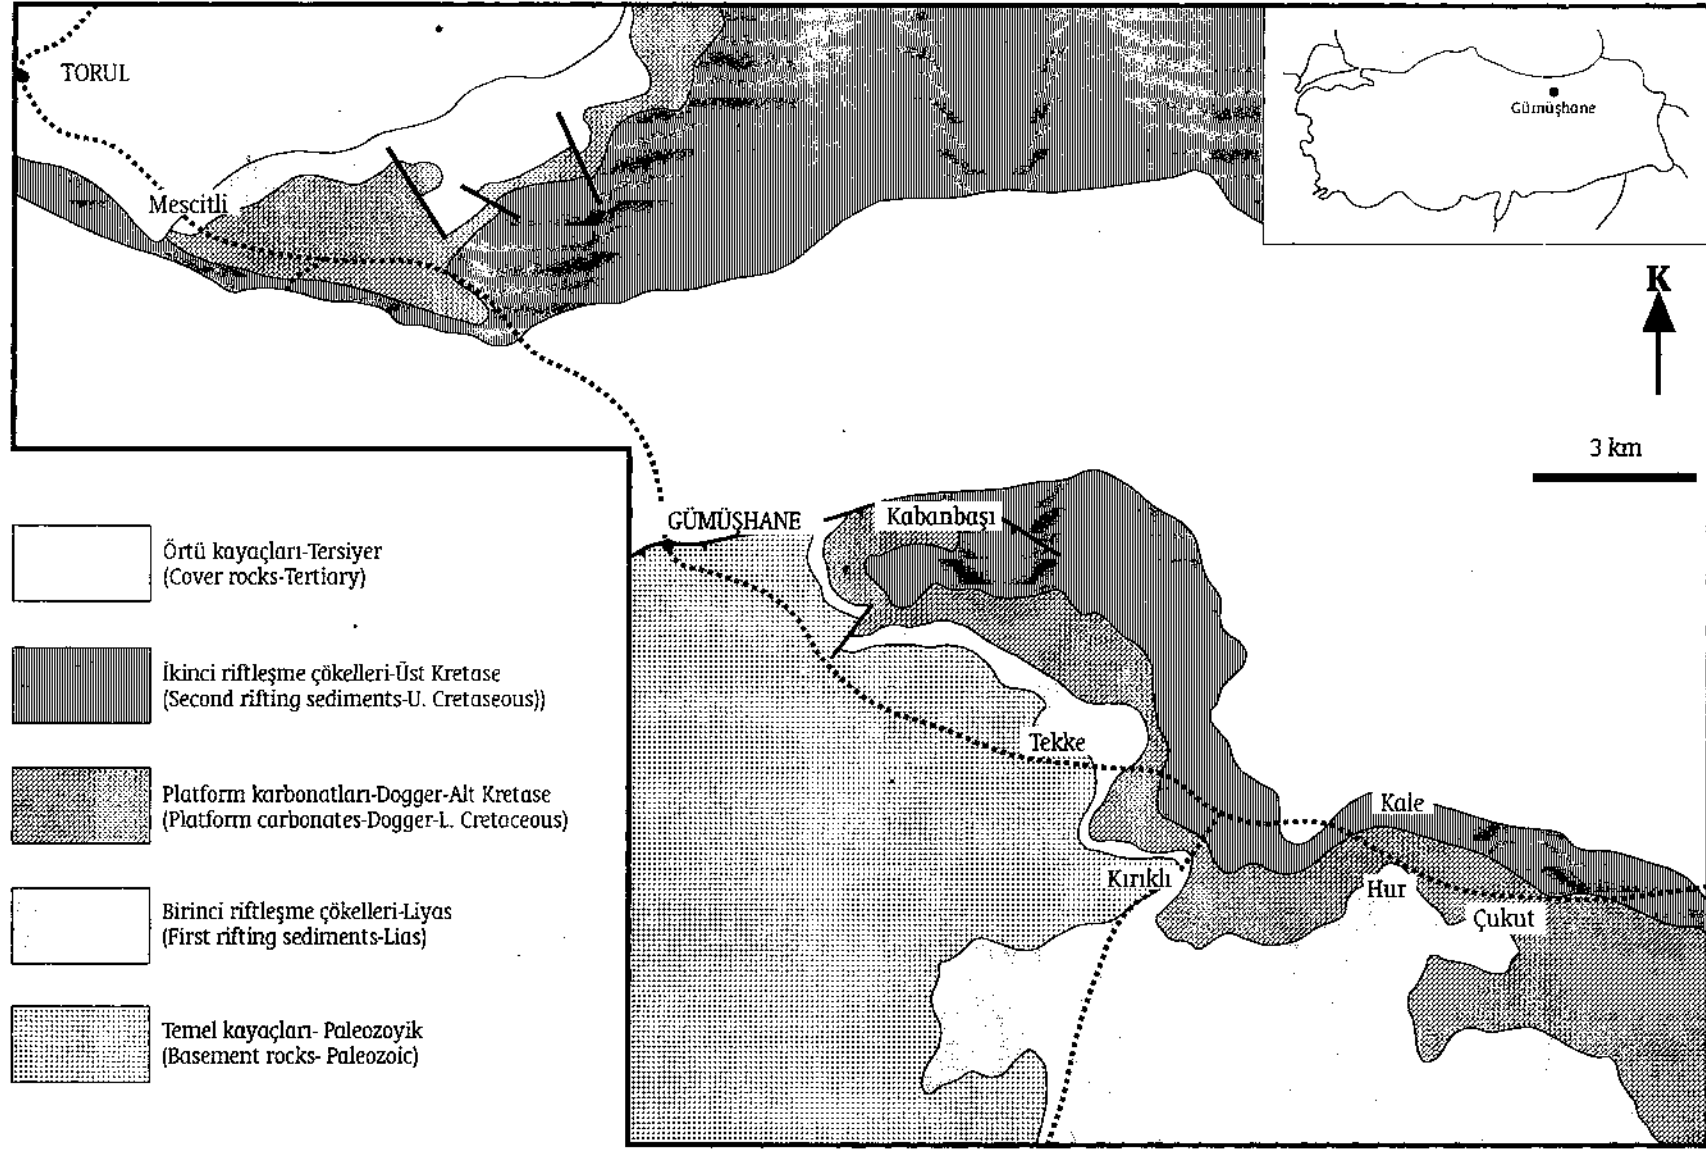 TORUL
Mescitli
Gümüşhane
K
3 km
GÜMÜŞHANE
Kabanbaşı
Tekke
Kale
Kırıklı
Hur
Çukut
Örtü kayaçları-Tersiyer
(Cover rocks-Tertiary)
İkinci riftleşme çökelleri-Üst Kretase
(Second rifting sediments-U. Cretaseous))
Platform karbonatları-Dogger-Alt Kretase
(Platform carbonates-Dogger-L. Cretaceous)
Birinci riftleşme çökelleri-Liyas
(First rifting sediments-Lias)
Temel kayaçları- Paleozoyik
(Basement rocks- Paleozoic)